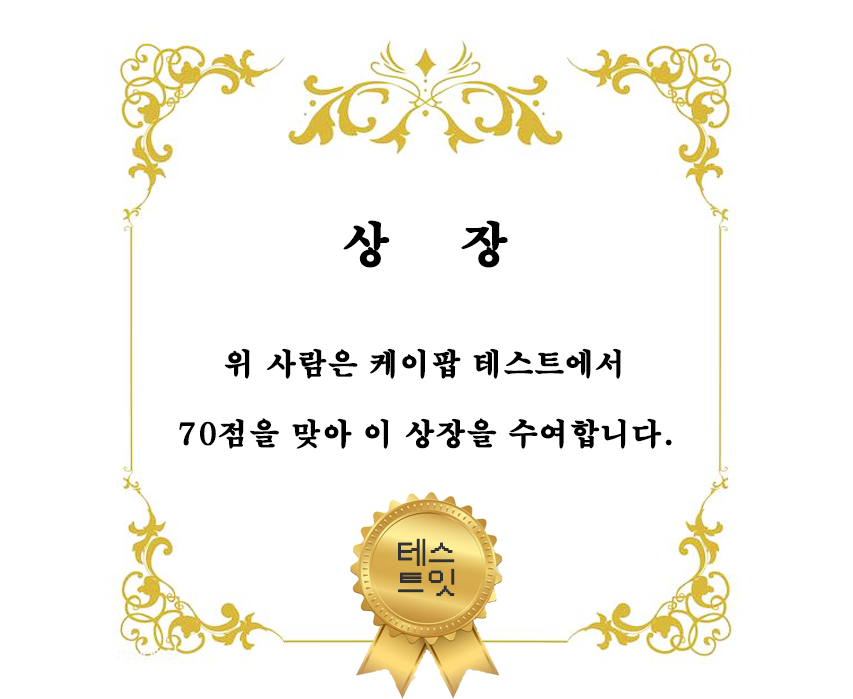 상 장
위 사람은 케이팝 테스트에서
70점을 맞아 이 상장을 수여합니다.
테스
트잇